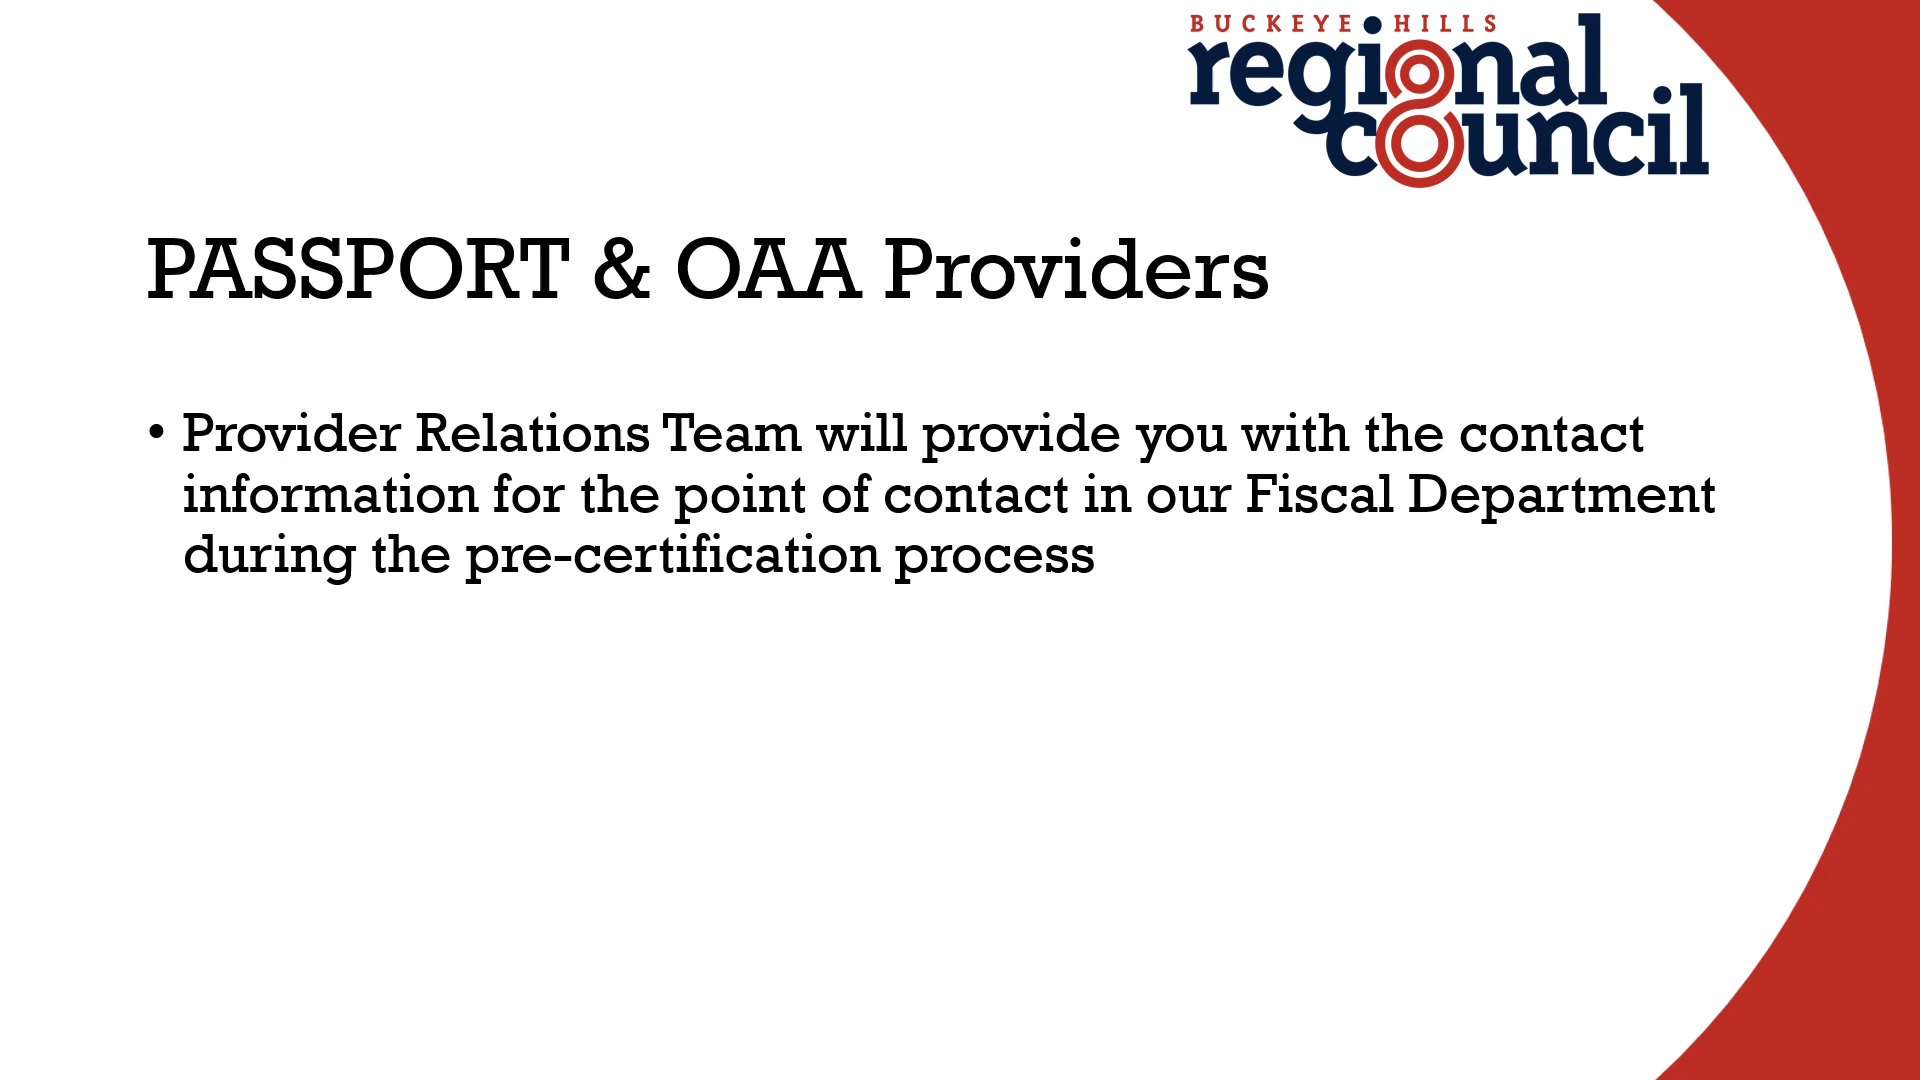 BUCKEYE HILLS
regional
council
PASSPORT & OAA Providers
• Provider Relations Team will provide you with the contact
information for the point of contact in our Fiscal Department
during the pre-certification process